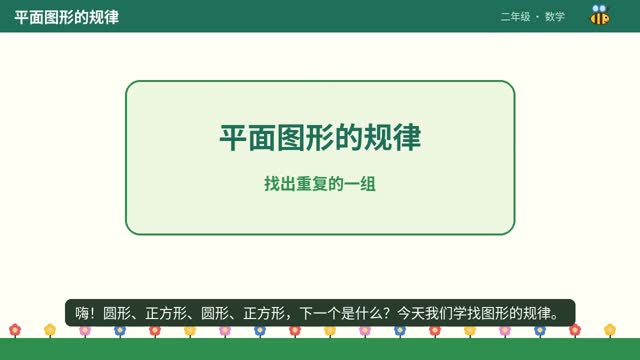 平面图形的规律
二年级 · 数学
平面图形的规律
找出重复的一组
嗨！圆形、正方形、圆形、正方形，下一个是什么？今天我们学找图形的规律。